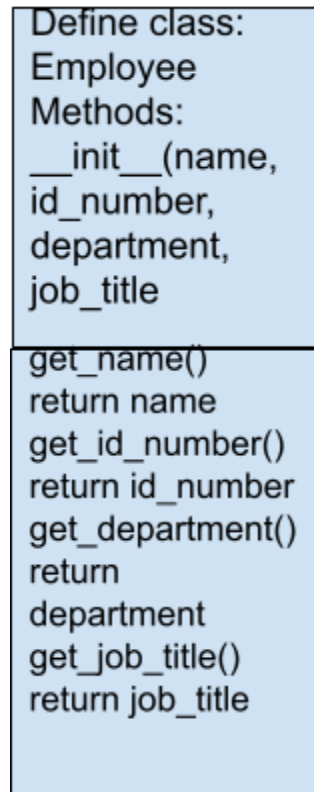 Define class:
Employee
Methods:
__init__(name,
id_number,
department,
job_title
get_name()
return name
get_id_number()
return id_number
get_department()
return
department
get_job_title()
return job_title